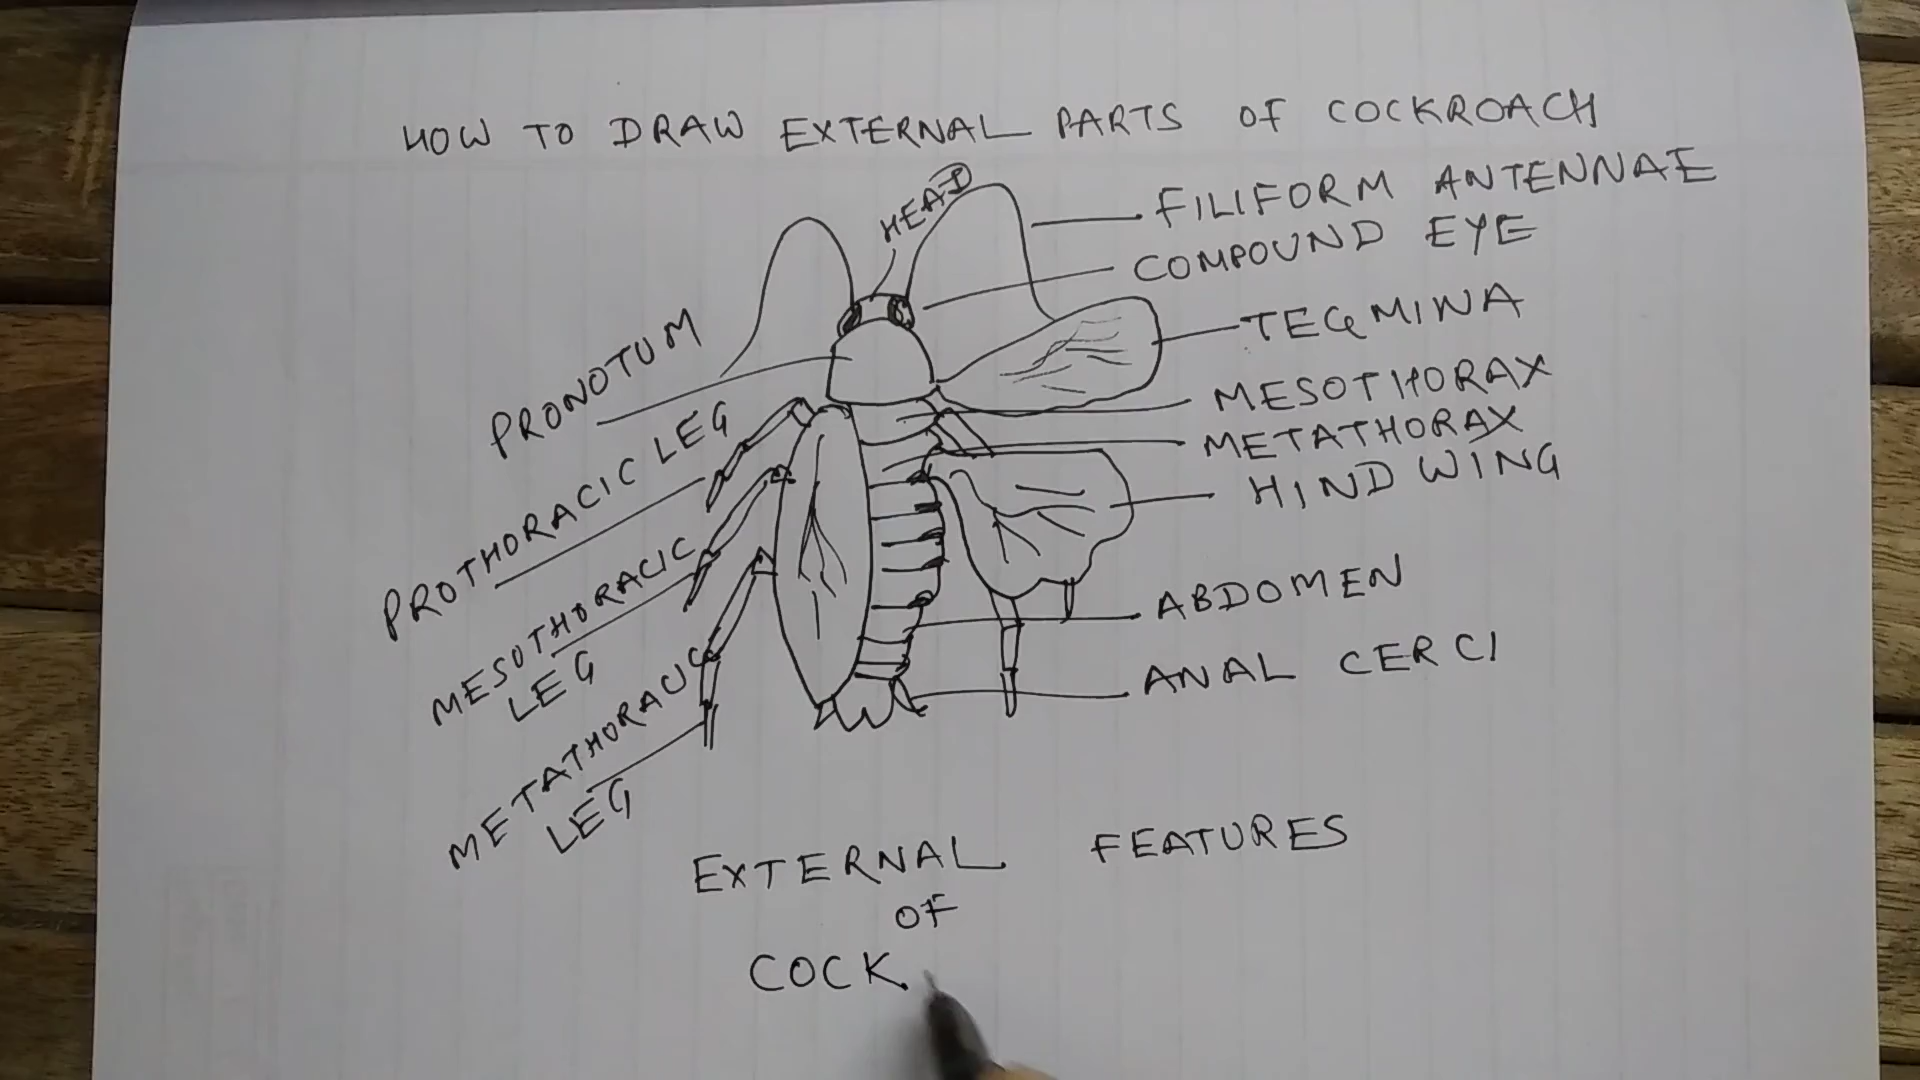 HOW TO DRAW EXTERNAL PARTS OF COCKROACH
HEAD
FILIFORM ANTENNAE
COMPOUND EYE
TEGMINA
MESOTHORAX
METATHORAX
HIND WING
ABDOMEN
ANAL CERCI
PRONOTUM
PROTHORACIC LEG
MESOTHORACIC
LEG
METATHORACIC
LEG
EXTERNAL FEATURES
OF
COCK